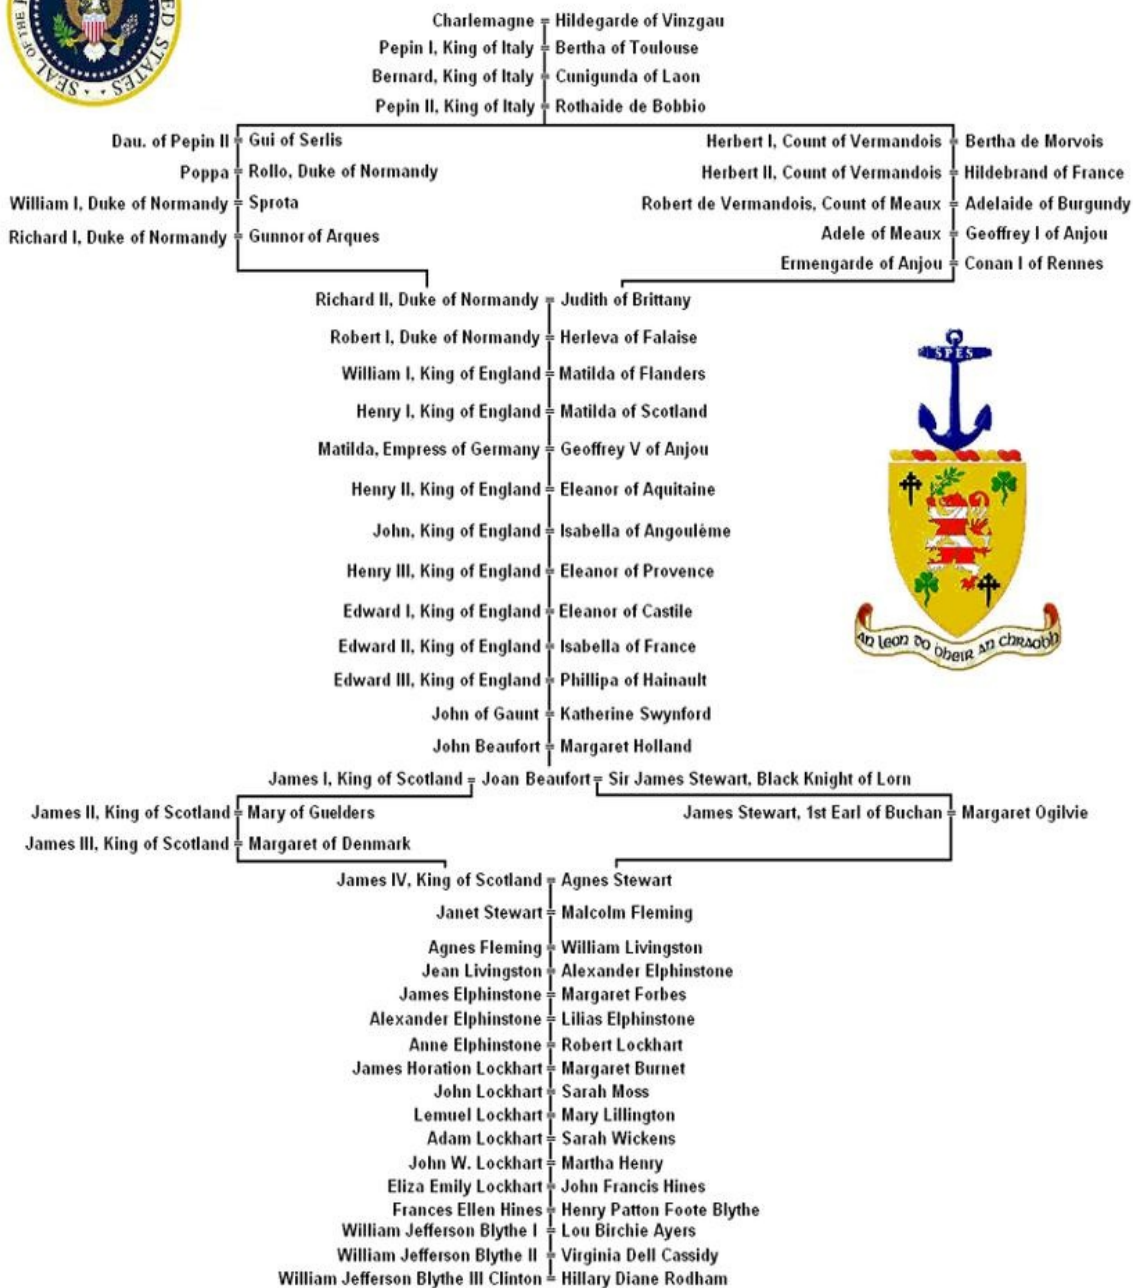 SEAL OF THE
ED STATES
Charlemagne = Hildegarde of Vinzgau
Pepin I, King of Italy = Bertha of Toulouse
Bernard, King of Italy = Cunigunda of Laon
Pepin II, King of Italy = Rothaide de Bobbio
Dau. of Pepin II = Gui of Serlis
Herbert I, Count of Vermandois = Bertha de Morvois
Poppa = Rollo, Duke of Normandy
Herbert II, Count of Vermandois = Hildebrand of France
William I, Duke of Normandy = Sprota
Robert de Vermandois, Count of Meaux = Adelaide of Burgundy
Richard I, Duke of Normandy = Gunnor of Arques
Adele of Meaux = Geoffrey I of Anjou
Ermengarde of Anjou = Conan I of Rennes
Richard II, Duke of Normandy = Judith of Brittany
Robert I, Duke of Normandy = Herleva of Falaise
William I, King of England = Matilda of Flanders
Henry I, King of England = Matilda of Scotland
Matilda, Empress of Germany = Geoffrey V of Anjou
Henry II, King of England = Eleanor of Aquitaine
John, King of England = Isabella of Angoulême
Henry III, King of England = Eleanor of Provence
Edward I, King of England = Eleanor of Castile
Edward II, King of England = Isabella of France
Edward III, King of England = Phillipa of Hainault
John of Gaunt = Katherine Swynford
John Beaufort = Margaret Holland
SPES
An leon do bheir an chraobh
James I, King of Scotland = Joan Beaufort = Sir James Stewart, Black Knight of Lorn
James II, King of Scotland = Mary of Guelders
James Stewart, 1st Earl of Buchan = Margaret Ogilvie
James III, King of Scotland = Margaret of Denmark
James IV, King of Scotland = Agnes Stewart
Janet Stewart = Malcolm Fleming
Agnes Fleming = William Livingston
Jean Livingston = Alexander Elphinstone
James Elphinstone = Margaret Forbes
Alexander Elphinstone = Lilias Elphinstone
Anne Elphinstone = Robert Lockhart
James Horation Lockhart = Margaret Burnet
John Lockhart = Sarah Moss
Lemuel Lockhart = Mary Lillington
Adam Lockhart = Sarah Wickens
John W. Lockhart = Martha Henry
Eliza Emily Lockhart = John Francis Hines
Frances Ellen Hines = Henry Patton Foote Blythe
William Jefferson Blythe I = Lou Birchie Ayers
William Jefferson Blythe II = Virginia Dell Cassidy
William Jefferson Blythe III Clinton = Hillary Diane Rodham